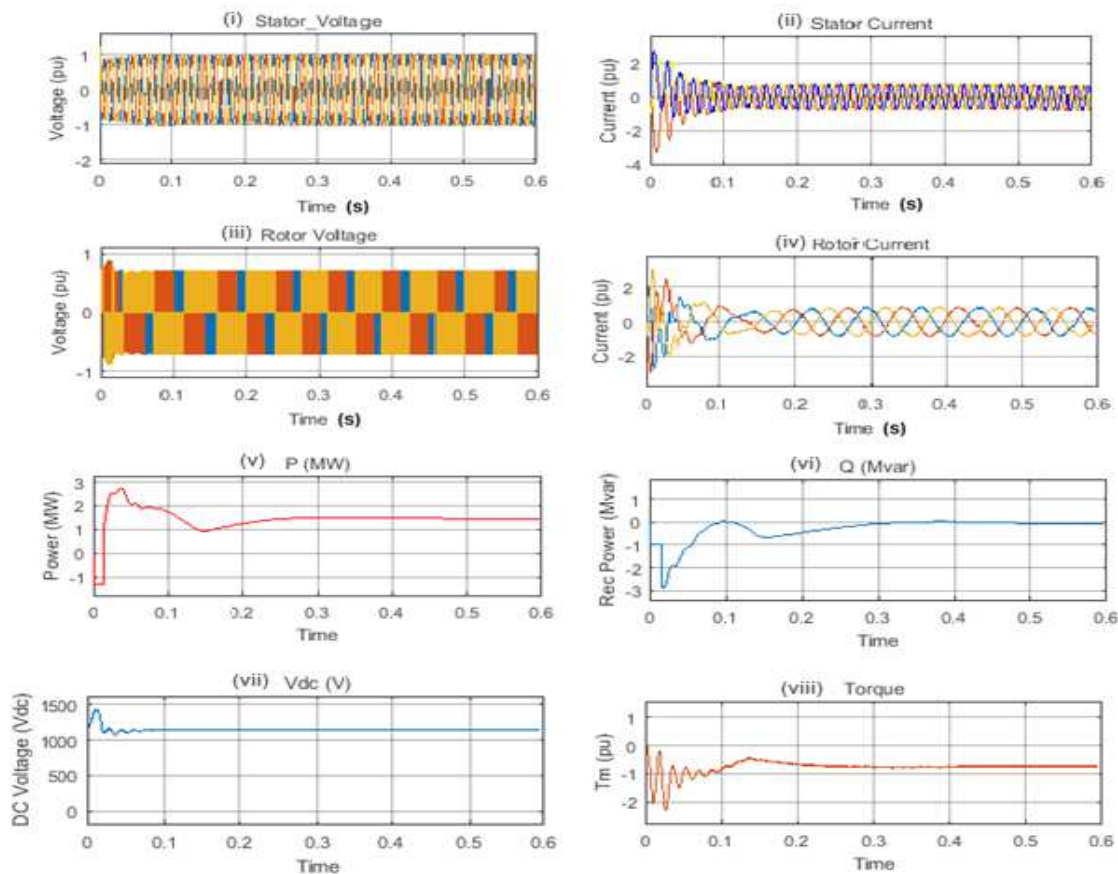 (i) Stator_Voltage
Voltage (pu)
1
0
-1
-2
0 0.1 0.2 0.3 0.4 0.5 0.6
Time (s)
(ii) Stator Current
Current (pu)
2
0
-2
-4
0 0.1 0.2 0.3 0.4 0.5 0.6
Time (s)
(iii) Rotor Voltage
Voltage (pu)
1
0
-1
0 0.1 0.2 0.3 0.4 0.5 0.6
Time (s)
(iv) Rotor Current
Current (pu)
2
0
-2
0 0.1 0.2 0.3 0.4 0.5 0.6
Time (s)
(v) P (MW)
Power (MW)
3
2
1
0
-1
0 0.1 0.2 0.3 0.4 0.5 0.6
Time
(vi) Q (Mvar)
Rec Power (Mvar)
1
0
-1
-2
-3
0 0.1 0.2 0.3 0.4 0.5 0.6
Time
(vii) Vdc (V)
DC Voltage (Vdc)
1500
1000
500
0
0 0.1 0.2 0.3 0.4 0.5 0.6
Time
(viii) Torque
Tm (pu)
1
0
-1
-2
0 0.1 0.2 0.3 0.4 0.5 0.6
Time